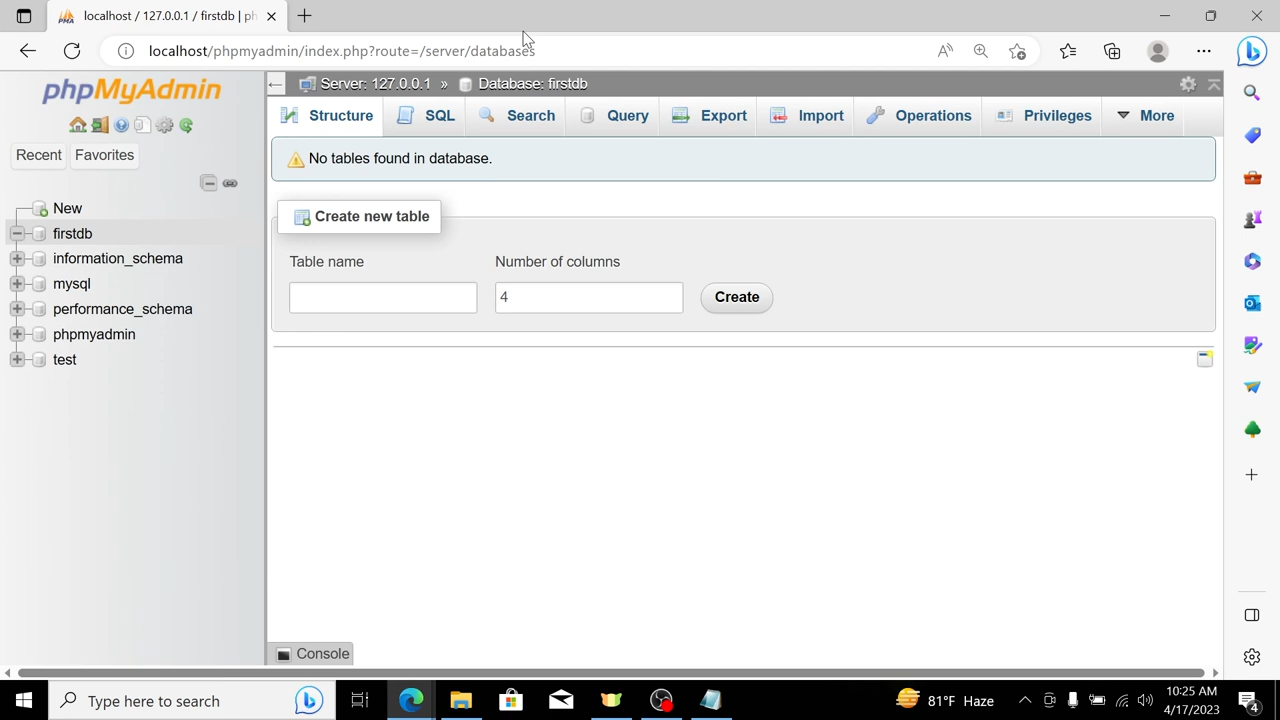 localhost / 127.0.0.1 / firstdb | ph
localhost/phpmyadmin/index.php?route=/server/databases
phpMyAdmin
Recent Favorites
New
firstdb
information_schema
mysql
performance_schema
phpmyadmin
test
Server: 127.0.0.1 » Database: firstdb
Structure SQL Search Query Export Import Operations Privileges More
No tables found in database.
Create new table
Table name Number of columns
4 Create
Console
Type here to search
81°F Haze
10:25 AM
4/17/2023
4